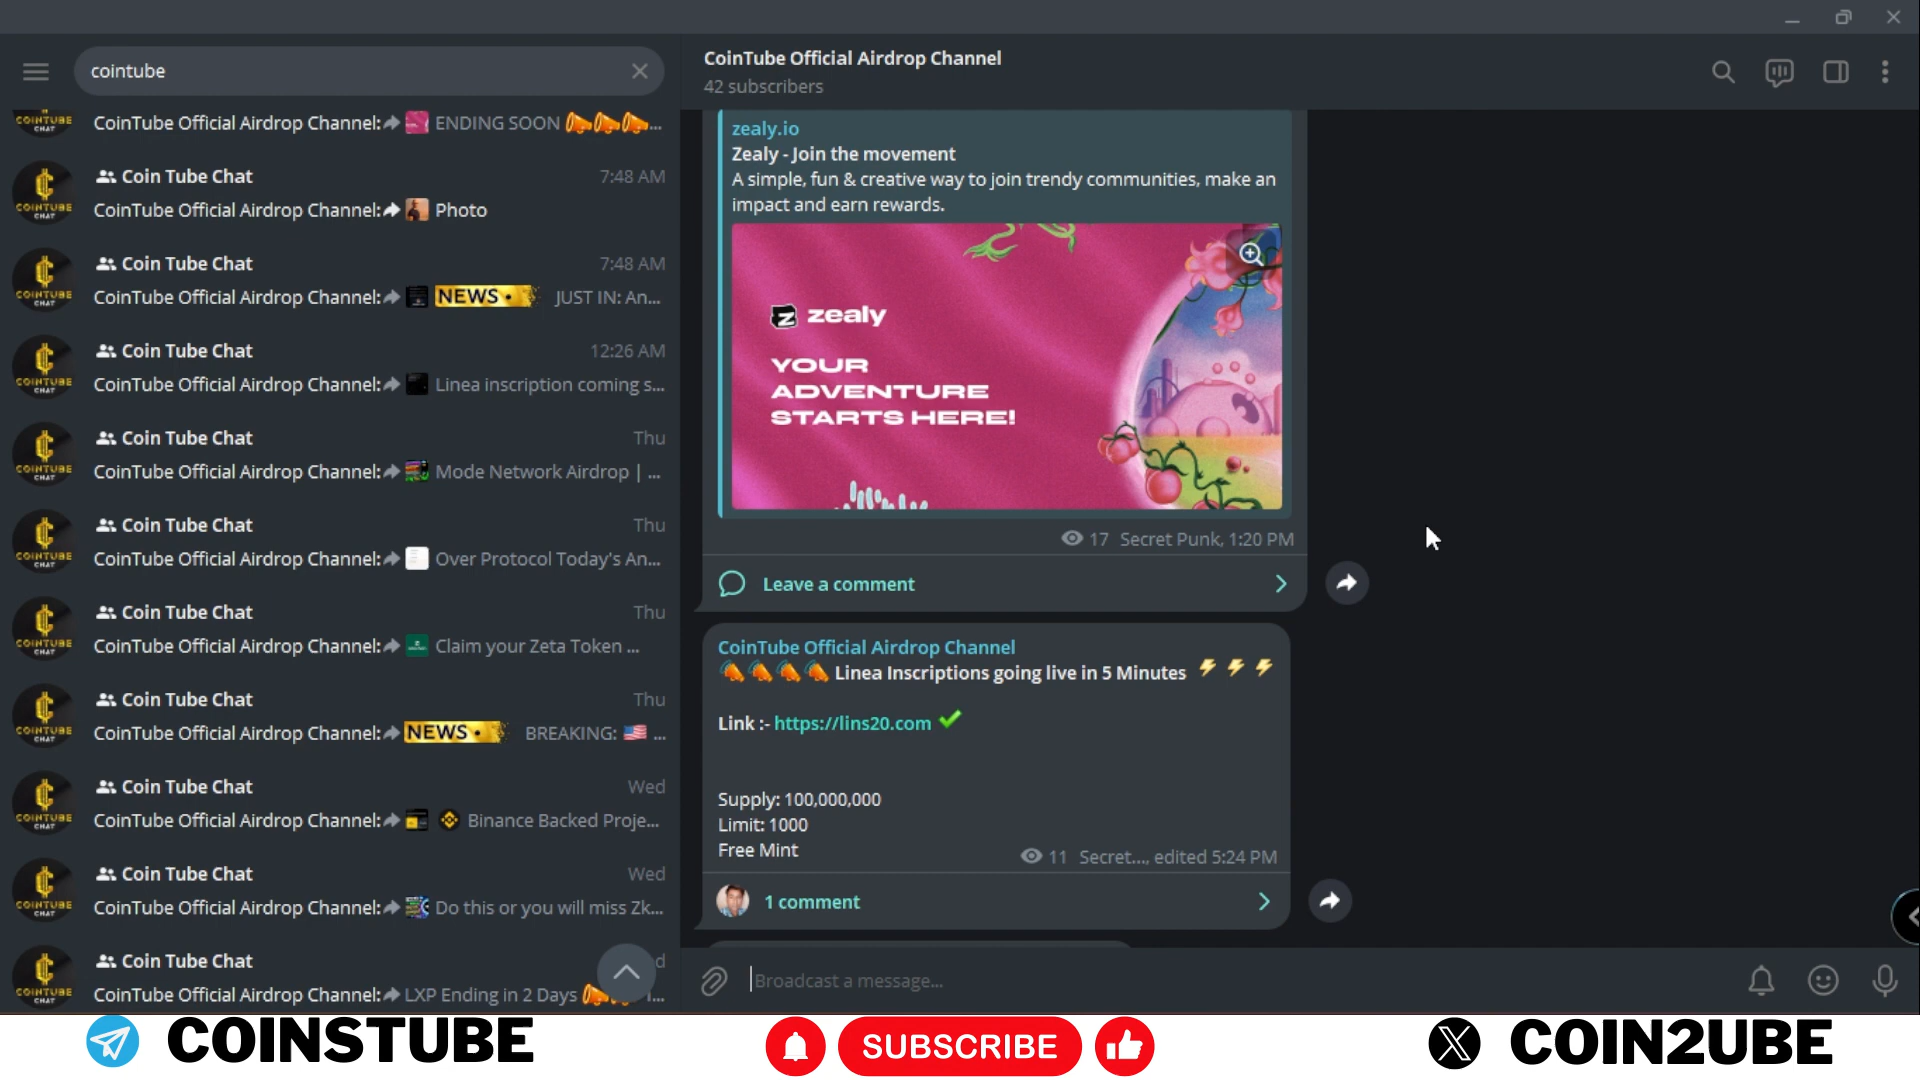 cointube
CoinTube Official Airdrop Channel: ENDING SOON ...
Coin Tube Chat 7:48 AM
CoinTube Official Airdrop Channel: Photo
Coin Tube Chat 7:48 AM
CoinTube Official Airdrop Channel: NEWS • JUST IN: An...
Coin Tube Chat 12:26 AM
CoinTube Official Airdrop Channel: Linea inscription coming s...
Coin Tube Chat Thu
CoinTube Official Airdrop Channel: Mode Network Airdrop | ...
Coin Tube Chat Thu
CoinTube Official Airdrop Channel: Over Protocol Today's An...
Coin Tube Chat Thu
CoinTube Official Airdrop Channel: Claim your Zeta Token ...
Coin Tube Chat Thu
CoinTube Official Airdrop Channel: NEWS • BREAKING: 🇺🇸 ...
Coin Tube Chat Wed
CoinTube Official Airdrop Channel: Binance Backed Proje...
Coin Tube Chat Wed
CoinTube Official Airdrop Channel: Do this or you will miss Zk...
Coin Tube Chat
CoinTube Official Airdrop Channel: LXP Ending in 2 Days
CoinTube Official Airdrop Channel
42 subscribers
zealy.io
Zealy - Join the movement
A simple, fun & creative way to join trendy communities, make an
impact and earn rewards.
zealy
YOUR
ADVENTURE
STARTS HERE!
17 Secret Punk, 1:20 PM
Leave a comment
CoinTube Official Airdrop Channel
Linea Inscriptions going live in 5 Minutes ⚡⚡⚡
Link :- https://lins20.com ✔
Supply: 100,000,000
Limit: 1000
Free Mint
11 Secret..., edited 5:24 PM
1 comment
Broadcast a message...
COINSTUBE
SUBSCRIBE
COIN2UBE